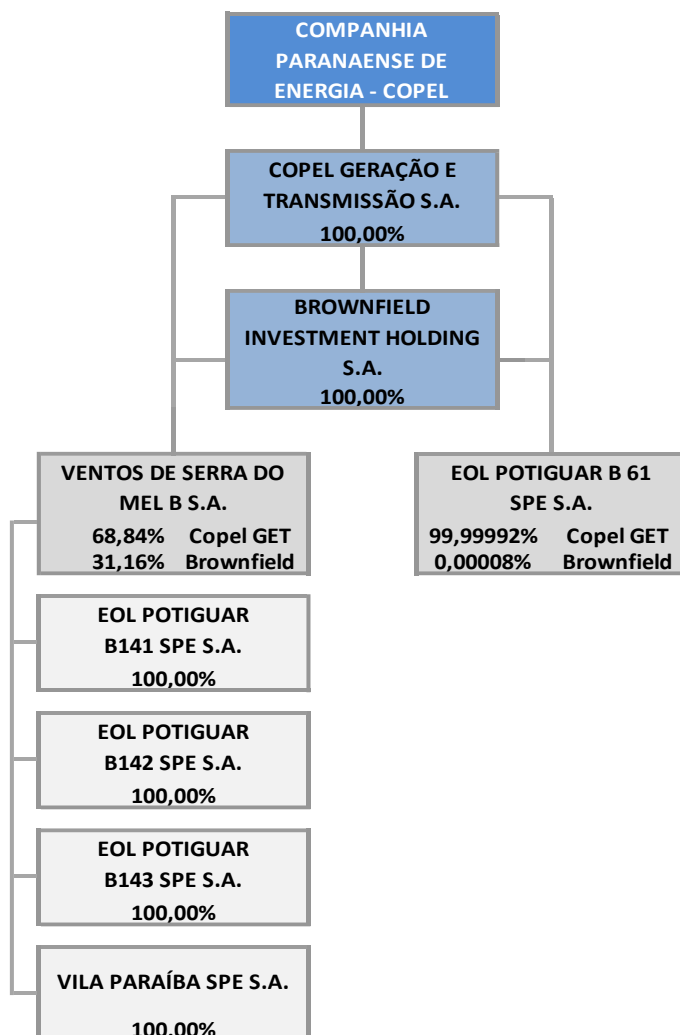 COMPANHIA
PARANAENSE DE
ENERGIA - COPEL
COPEL GERAÇÃO E
TRANSMISSÃO S.A.
100,00%
BROWNFIELD
INVESTMENT HOLDING
S.A.
100,00%
VENTOS DE SERRA DO
MEL B S.A.
68,84% Copel GET
31,16% Brownfield
EOL POTIGUAR B 61
SPE S.A.
99,99992% Copel GET
0,00008% Brownfield
EOL POTIGUAR
B141 SPE S.A.
100,00%
EOL POTIGUAR
B142 SPE S.A.
100,00%
EOL POTIGUAR
B143 SPE S.A.
100,00%
VILA PARAÍBA SPE S.A.
100,00%